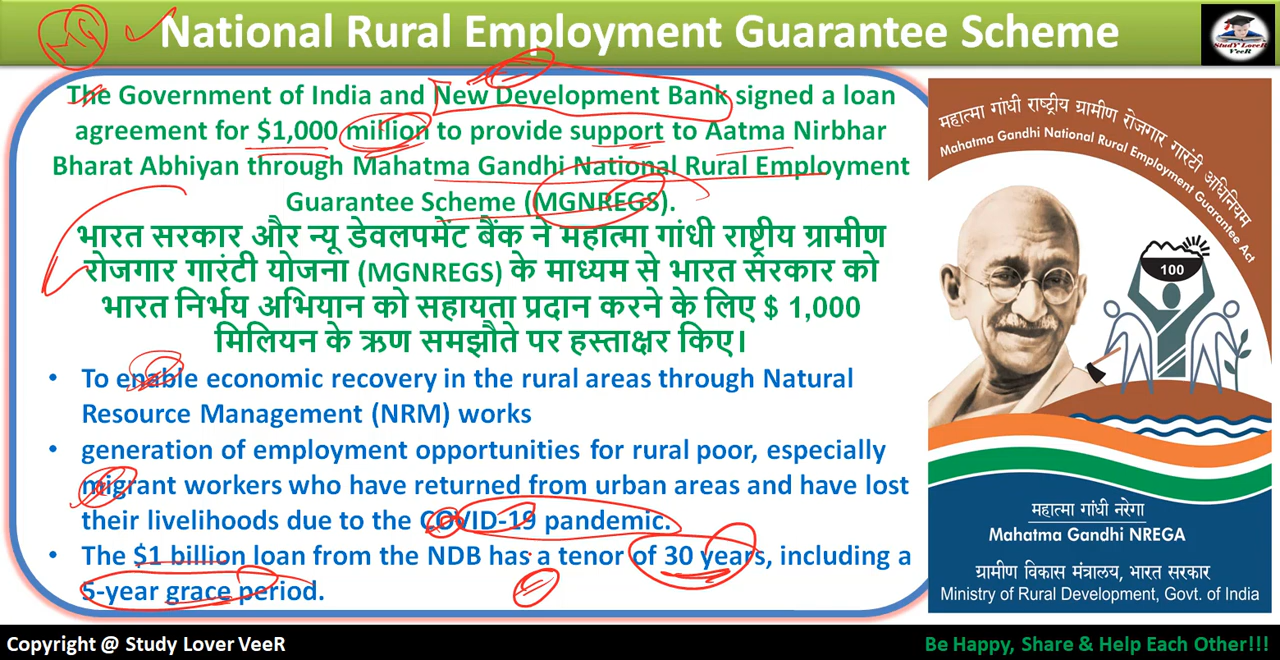 MG
National Rural Employment Guarantee Scheme
StudY LoveR
VeeR
The Government of India and New Development Bank signed a loan
agreement for $1,000 million to provide support to Aatma Nirbhar
Bharat Abhiyan through Mahatma Gandhi National Rural Employment
Guarantee Scheme (MGNREGS).
भारत सरकार और न्यू डेवलपमेंट बैंक ने महात्मा गांधी राष्ट्रीय ग्रामीण
रोजगार गारंटी योजना (MGNREGS) के माध्यम से भारत सरकार को
भारत निर्भय अभियान को सहायता प्रदान करने के लिए $ 1,000
मिलियन के ऋण समझौते पर हस्ताक्षर किए।
• To enable economic recovery in the rural areas through Natural
Resource Management (NRM) works
• generation of employment opportunities for rural poor, especially
migrant workers who have returned from urban areas and have lost
their livelihoods due to the COVID-19 pandemic.
• The $1 billion loan from the NDB has a tenor of 30 years, including a
5-year grace period.
महात्मा गांधी राष्ट्रीय ग्रामीण रोजगार गारंटी अधिनियम
Mahatma Gandhi National Rural Employment Guarantee Act
100
महात्मा गांधी नरेगा
Mahatma Gandhi NREGA
ग्रामीण विकास मंत्रालय, भारत सरकार
Ministry of Rural Development, Govt. of India
Copyright @ Study Lover VeeR
Be Happy, Share & Help Each Other!!!